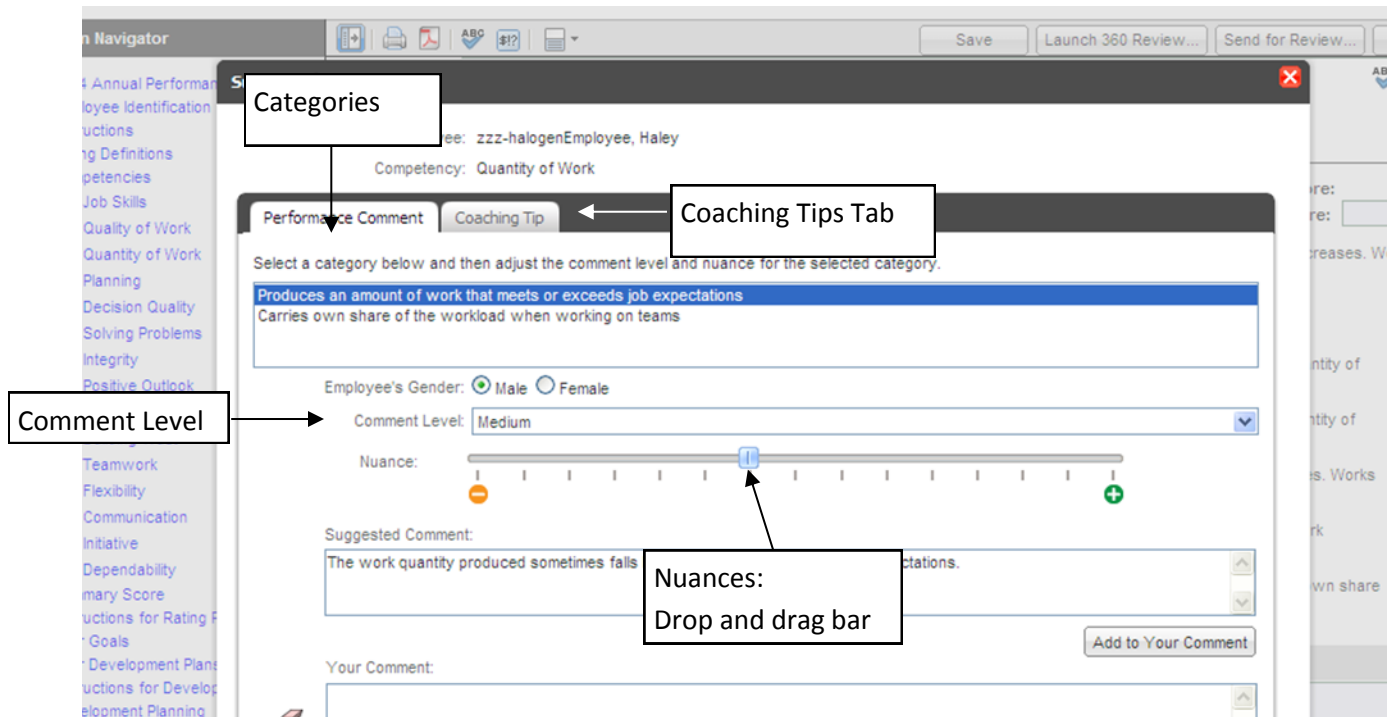 n Navigator
ABC
$!?
Save
Launch 360 Review...
Send for Review...
4 Annual Performan
loyee Identification
uctions
ng Definitions
petencies
Job Skills
Quality of Work
Quantity of Work
Planning
Decision Quality
Solving Problems
Integrity
Positive Outlook
Teamwork
Flexibility
Communication
Initiative
Dependability
mary Score
uctions for Rating P
Goals
Development Plans
uctions for Develop
elopment Planning
Categories
ee: zzz-halogenEmployee, Haley
Competency: Quantity of Work
Performance Comment
Coaching Tip
Coaching Tips Tab
Select a category below and then adjust the comment level and nuance for the selected category.
Produces an amount of work that meets or exceeds job expectations
Carries own share of the workload when working on teams
Employee's Gender: Male Female
Comment Level
Comment Level: Medium
Nuance:
Suggested Comment:
The work quantity produced sometimes falls ctations.
Nuances:
Drop and drag bar
Add to Your Comment
Your Comment:
AB
ore:
re:
creases. W
ntity of
ntity of
es. Works
rk
wn share